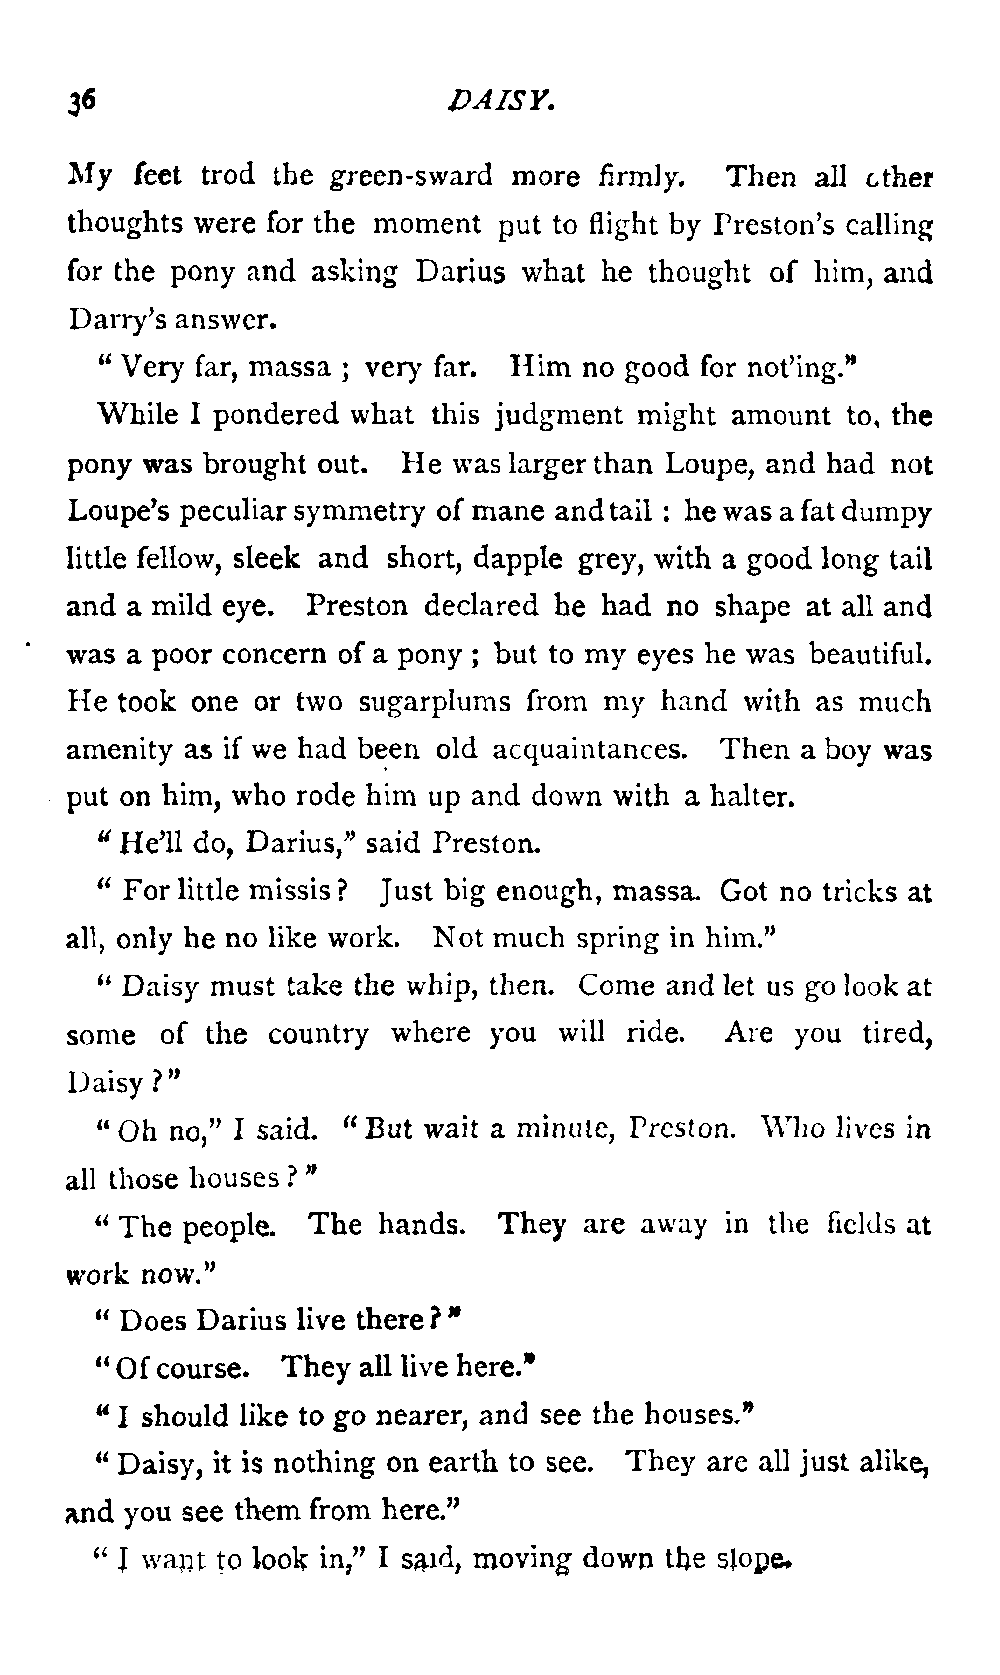 36 DAISY.
My feet trod the green-sward more firmly. Then all other
thoughts were for the moment put to flight by Preston's calling
for the pony and asking Darius what he thought of him, and
Darry's answer.
"Very far, massa ; very far. Him no good for not'ing."
While I pondered what this judgment might amount to, the
pony was brought out. He was larger than Loupe, and had not
Loupe's peculiar symmetry of mane and tail : he was a fat dumpy
little fellow, sleek and short, dapple grey, with a good long tail
and a mild eye. Preston declared he had no shape at all and
was a poor concern of a pony ; but to my eyes he was beautiful.
He took one or two sugarplums from my hand with as much
amenity as if we had been old acquaintances. Then a boy was
put on him, who rode him up and down with a halter.
"He'll do, Darius," said Preston.
"For little missis ? Just big enough, massa. Got no tricks at
all, only he no like work. Not much spring in him."
"Daisy must take the whip, then. Come and let us go look at
some of the country where you will ride. Are you tired,
Daisy ?"
"Oh no," I said. "But wait a minute, Preston. Who lives in
all those houses ?"
"The people. The hands. They are away in the fields at
work now."
"Does Darius live there ?"
"Of course. They all live here."
"I should like to go nearer, and see the houses."
"Daisy, it is nothing on earth to see. They are all just alike,
and you see them from here."
"I want to look in," I said, moving down the slope.